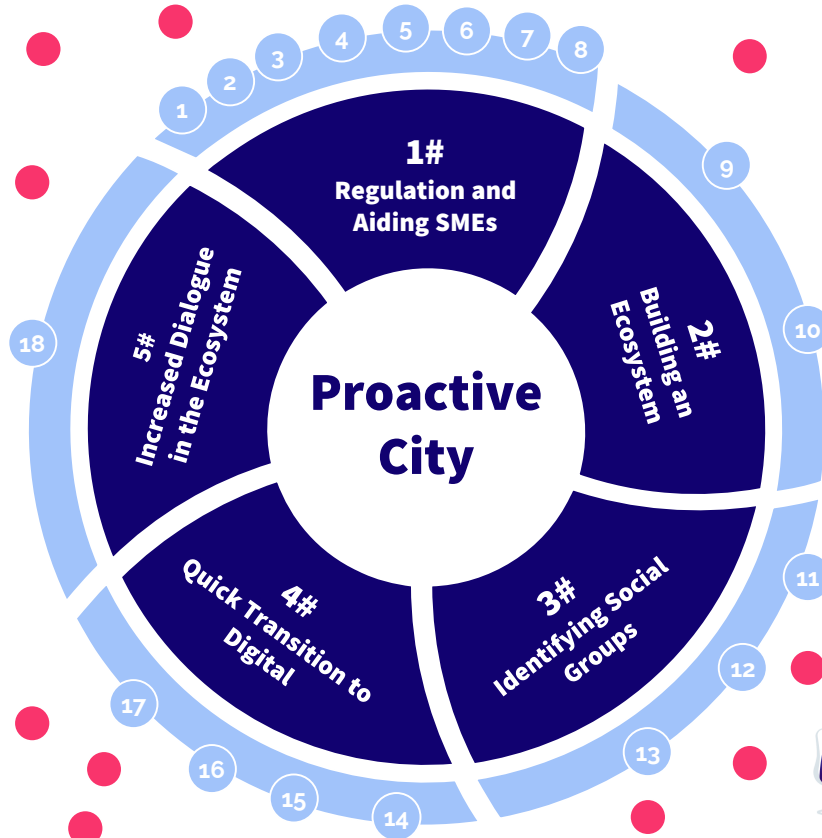 1
2
3
4
5
6
7
8
9
10
11
12
13
14
15
16
17
18
1#
Regulation and
Aiding SMEs
2#
Building an
Ecosystem
3#
Identifying Social
Groups
4#
Quick Transition to
Digital
5#
Increased Dialogue
in the Ecosystem
Proactive
City